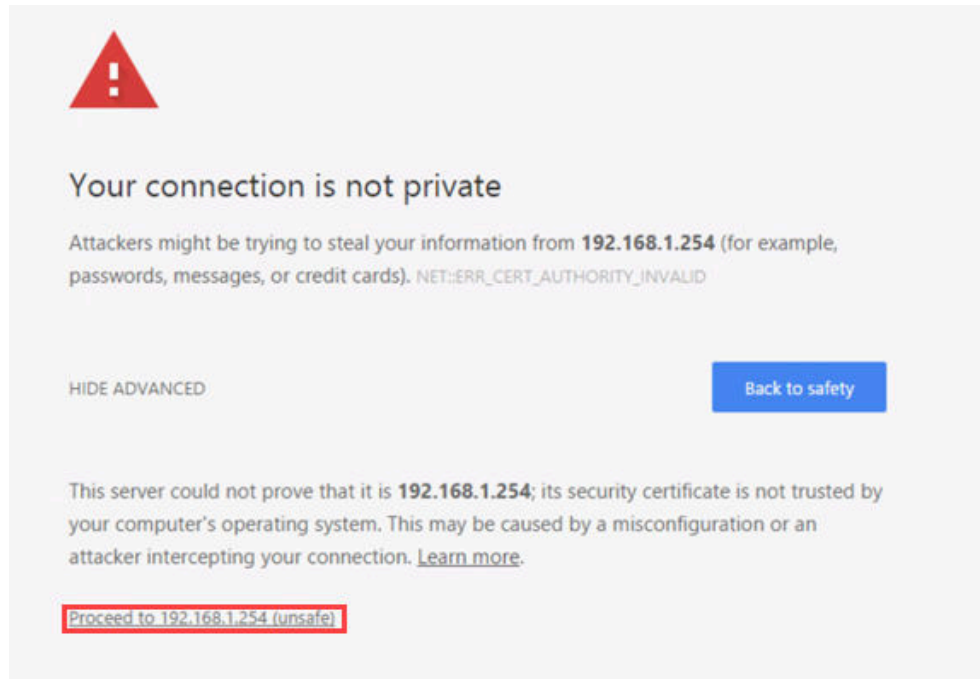 Your connection is not private
Attackers might be trying to steal your information from 192.168.1.254 (for example,
passwords, messages, or credit cards). NET::ERR_CERT_AUTHORITY_INVALID
HIDE ADVANCED
Back to safety
This server could not prove that it is 192.168.1.254; its security certificate is not trusted by
your computer's operating system. This may be caused by a misconfiguration or an
attacker intercepting your connection. Learn more.
Proceed to 192.168.1.254 (unsafe)